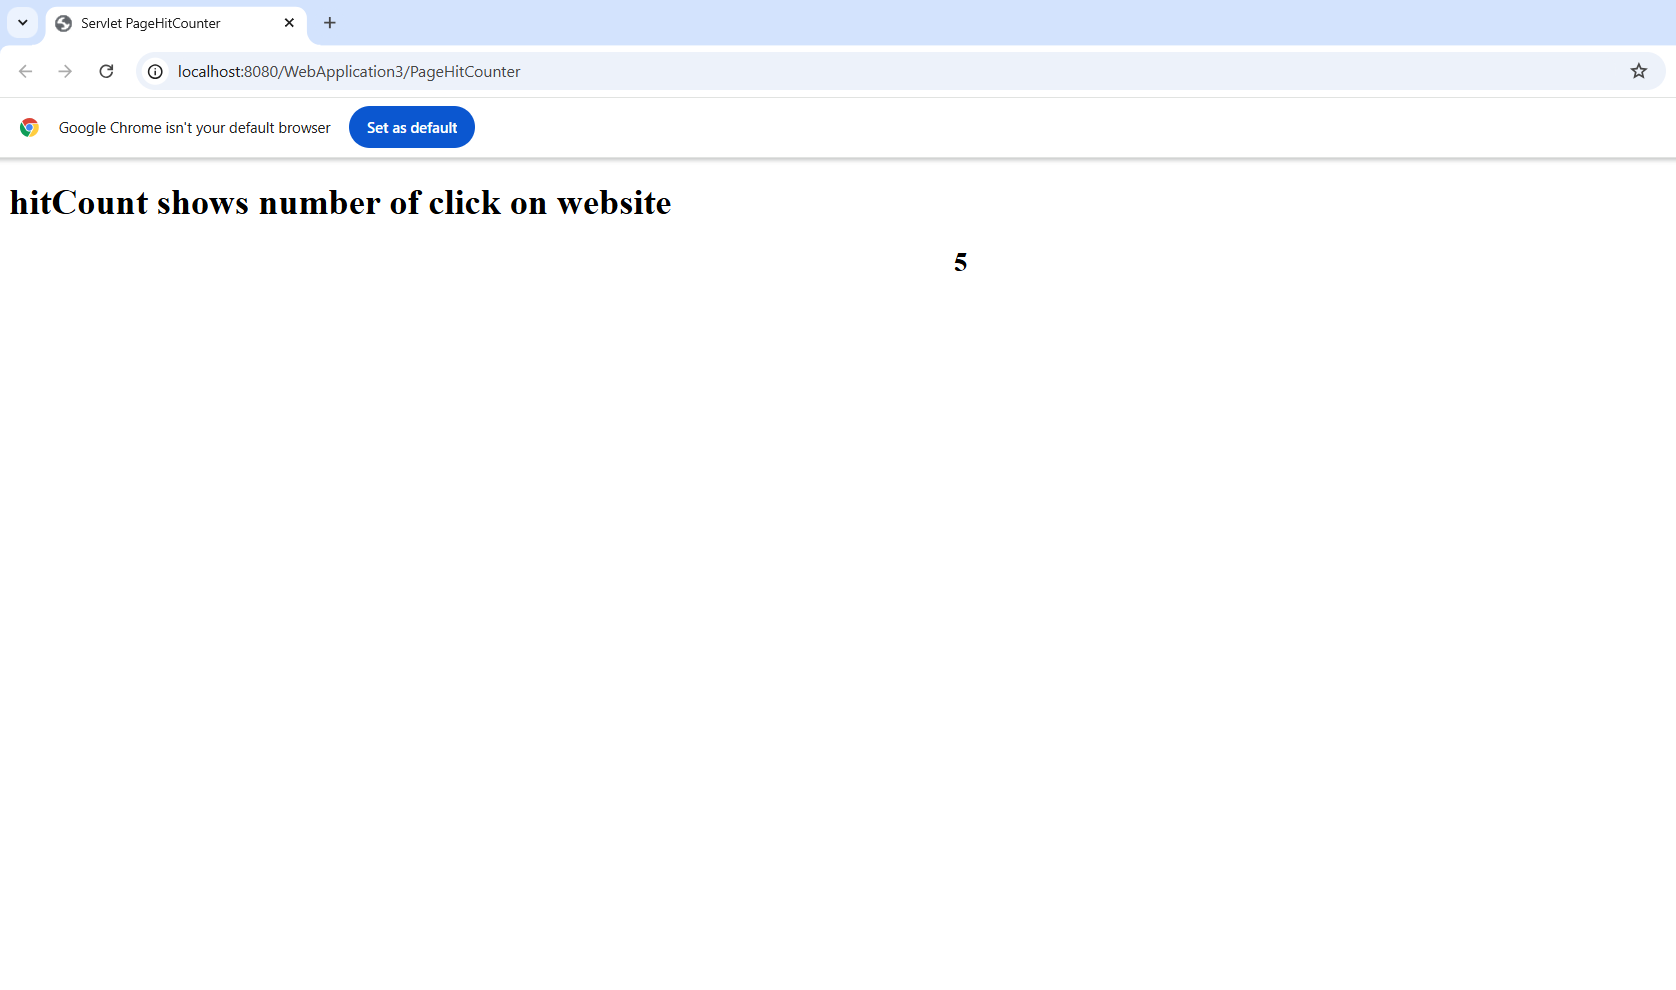 Servlet PageHitCounter
localhost:8080/WebApplication3/PageHitCounter
Google Chrome isn't your default browser Set as default
hitCount shows number of click on website
5